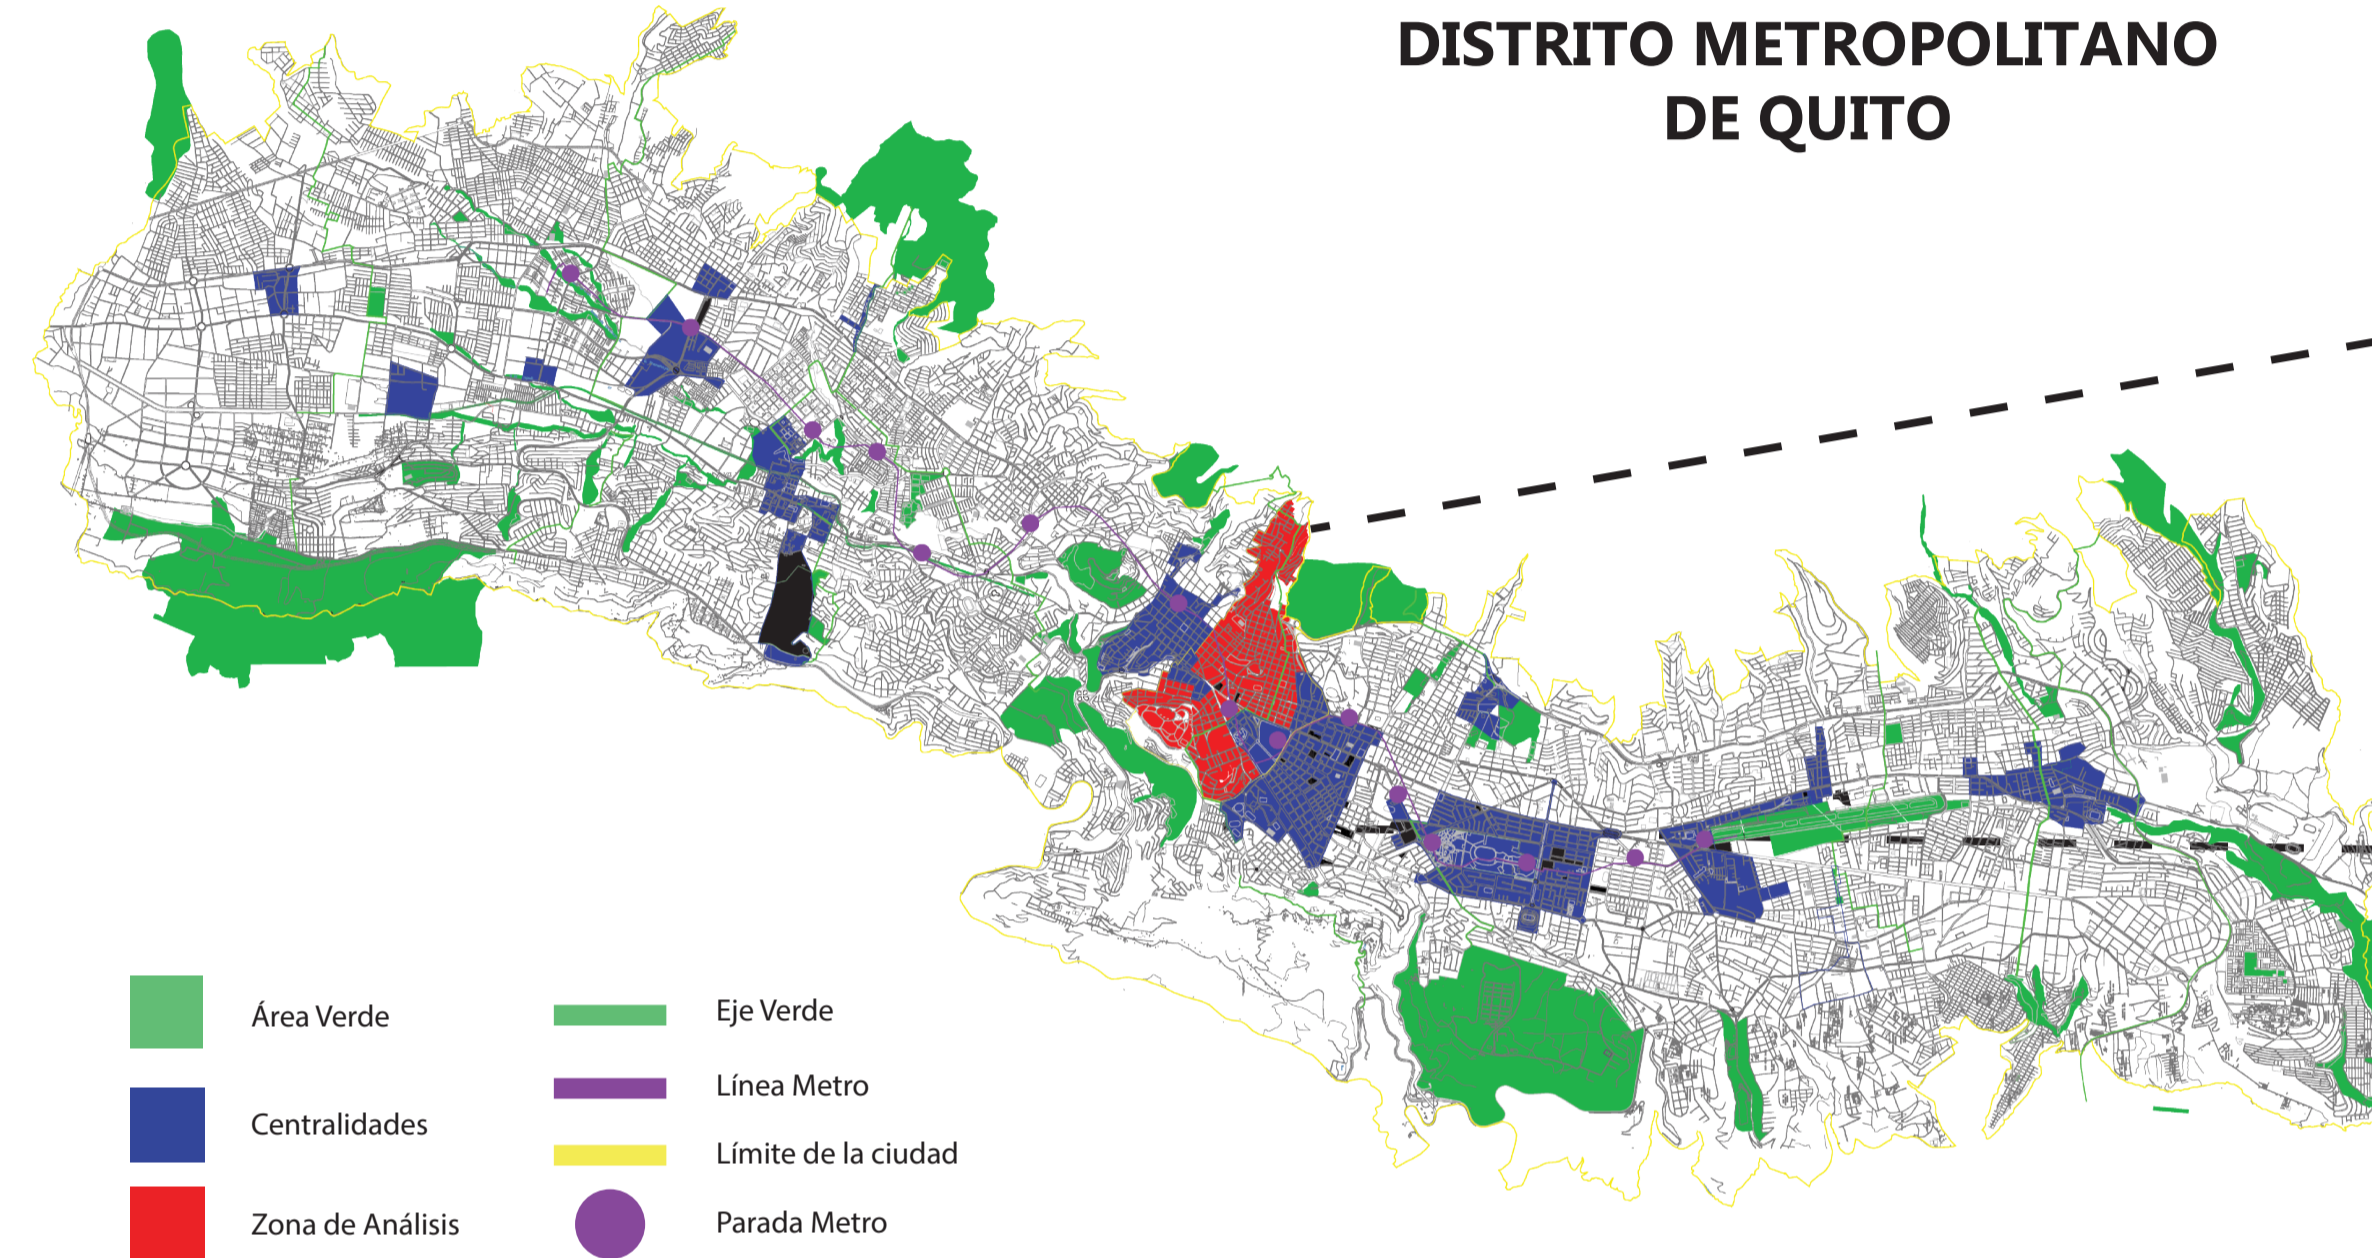 DISTRITO METROPOLITANO
DE QUITO
Área Verde
Centralidades
Zona de Análisis
Eje Verde
Línea Metro
Límite de la ciudad
Parada Metro